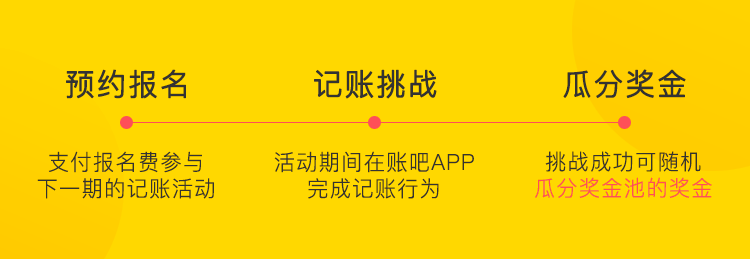 预约报名
记账挑战
瓜分奖金
支付报名费参与
下一期的记账活动
活动期间在账吧APP
完成记账行为
挑战成功可随机
瓜分奖金池的奖金